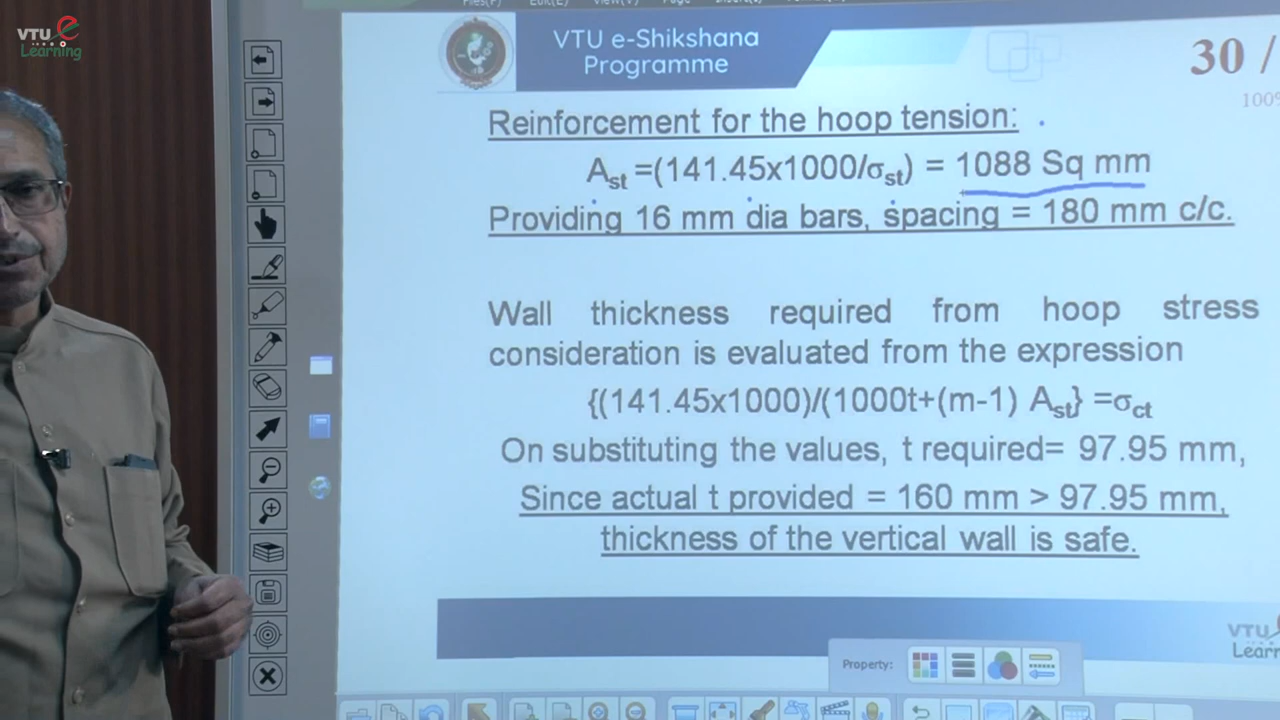 VTU e
Learning
VTU e-Shikshana
Programme
30 /
100%
Reinforcement for the hoop tension:
Ast =(141.45x1000/σst) = 1088 Sq mm
Providing 16 mm dia bars, spacing = 180 mm c/c.
Wall thickness required from hoop stress
consideration is evaluated from the expression
{(141.45x1000)/(1000t+(m-1) Ast} =σct
On substituting the values, t required= 97.95 mm,
Since actual t provided = 160 mm > 97.95 mm,
thickness of the vertical wall is safe.
VTU
Learn
Property: